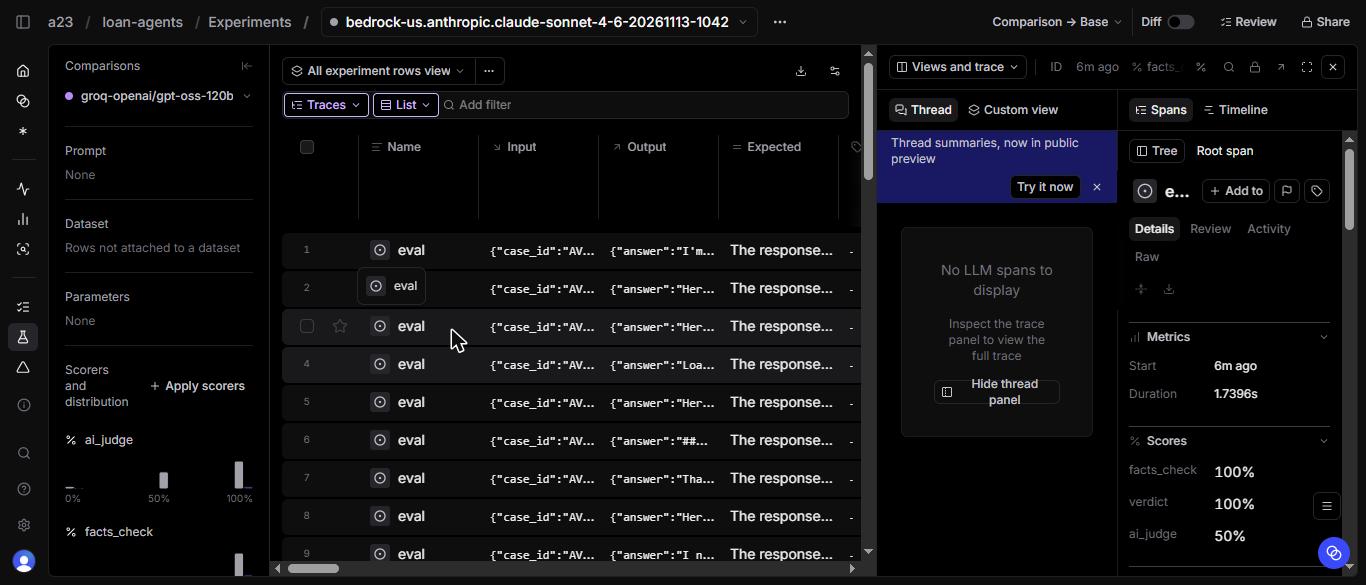 a23 / loan-agents / Experiments / bedrock-us.anthropic.claude-sonnet-4-6-20261113-1042
Comparison → Base
Diff
Review
Share
Comparisons
groq-openai/gpt-oss-120b
Prompt
None
Dataset
Rows not attached to a dataset
Parameters
None
Scorers
and
distribution
+ Apply scorers
% ai_judge
0% 50% 100%
% facts_check
All experiment rows view
Traces
List
Add filter
Name Input Output Expected
1 eval {"case_id":"AV... {"answer":"I'm... The response... -
2 eval {"case_id":"AV... {"answer":"Her... The response... -
eval {"case_id":"AV... {"answer":"Her... The response... -
4 eval {"case_id":"AV... {"answer":"Loa... The response... -
5 eval {"case_id":"AV... {"answer":"Her... The response... -
6 eval {"case_id":"AV... {"answer":"##... The response... -
7 eval {"case_id":"AV... {"answer":"Tha... The response... -
8 eval {"case_id":"AV... {"answer":"Her... The response... -
9 eval {"case_id":"AV... {"answer":"I n... The response... -
Views and trace
ID 6m ago % facts_ %
Thread
Custom view
Thread summaries, now in public
preview
Try it now
No LLM spans to
display
Inspect the trace
panel to view the
full trace
Hide thread
panel
Spans
Timeline
Tree
Root span
e...
+ Add to
Details Review Activity
Raw
Metrics
Start 6m ago
Duration 1.7396s
% Scores
facts_check 100%
verdict 100%
ai_judge 50%